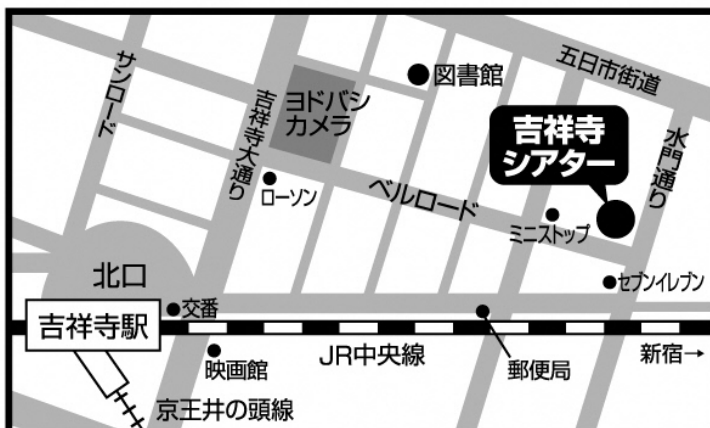 サンロード
吉祥寺大通り
ヨドバシ
カメラ
図書館
五日市街道
吉祥寺
シアター
水門通り
ローソン
ベルロード
ミニストップ
セブンイレブン
北口
交番
吉祥寺駅
映画館
JR中央線
郵便局
新宿→
京王井の頭線